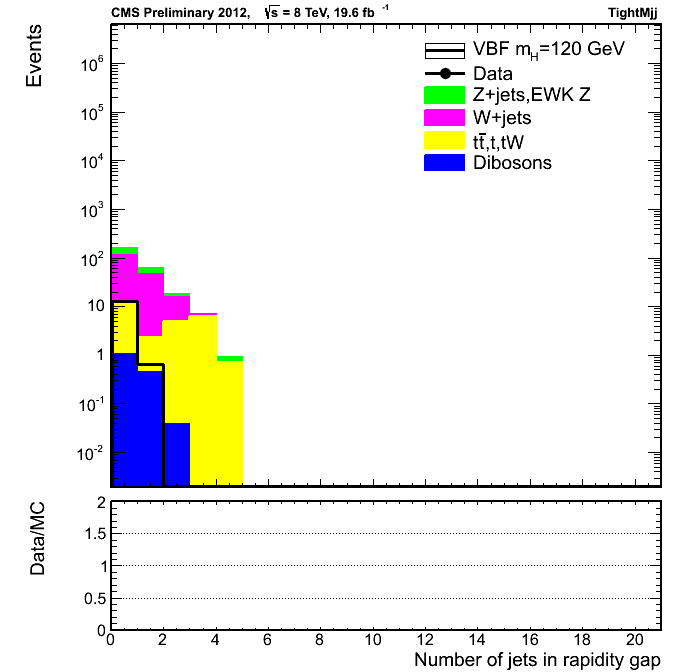 CMS Preliminary 2012, √s = 8 TeV, 19.6 fb⁻¹ TightMjj
Events
VBF m_H=120 GeV
Data
Z+jets,EWK Z
W+jets
tt̄,t,tW
Dibosons
10⁶
10⁵
10⁴
10³
10²
10
1
10⁻¹
10⁻²
Data/MC
2
1.5
1
0.5
0
0 2 4 6 8 10 12 14 16 18 20
Number of jets in rapidity gap